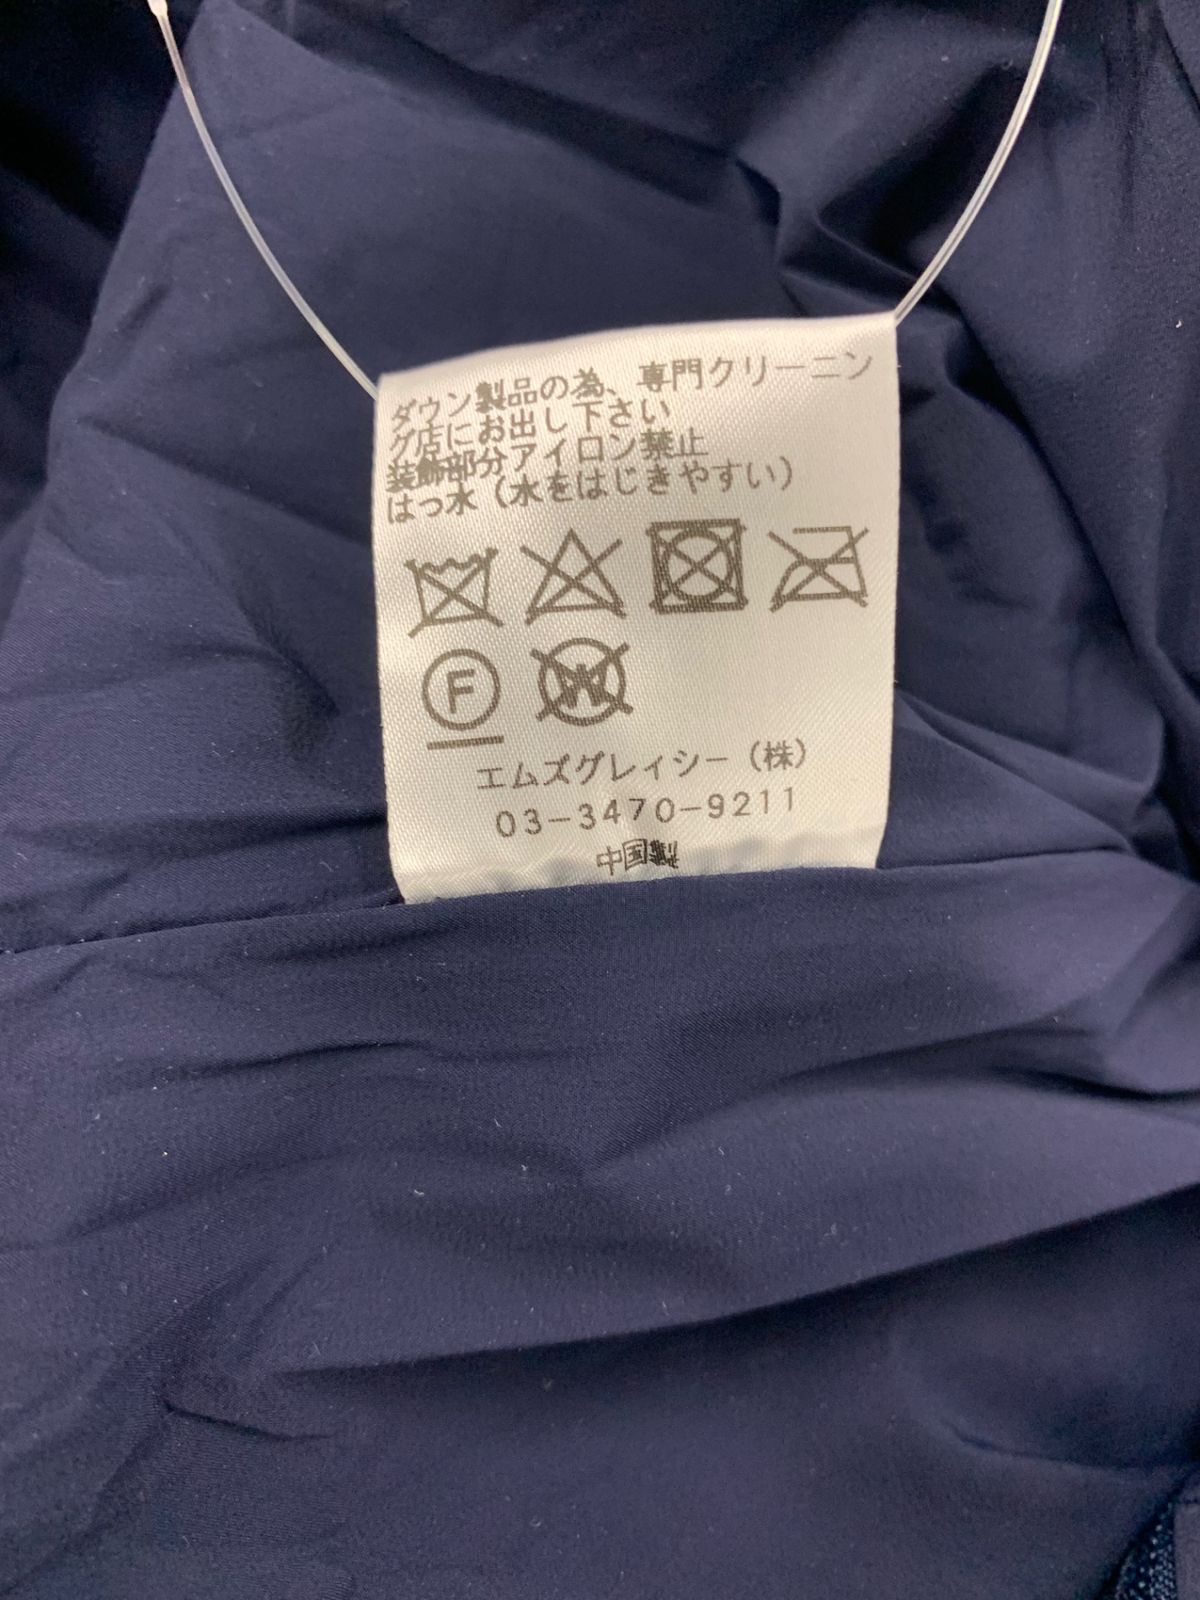 ダウン製品の為、専門クリーニン
グ店にお出し下さい
装飾部分アイロン禁止
はっ水（水をはじきやすい）
F W
エムズグレィシー（株）
03-3470-9211
中国製